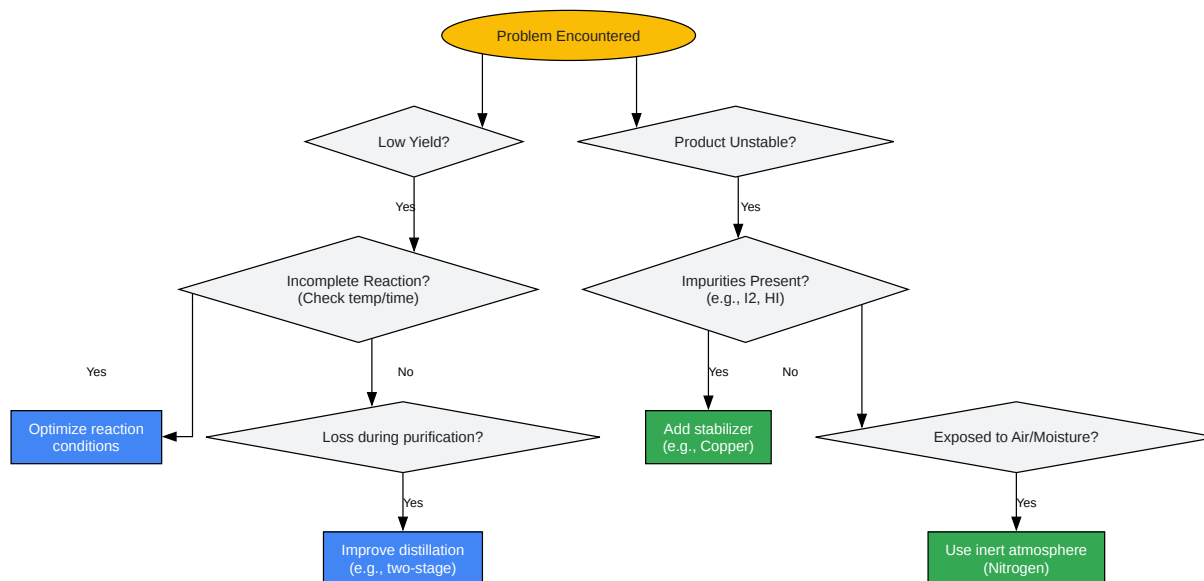 Problem Encountered
Low Yield?
Product Unstable?
Yes
Yes
Incomplete Reaction?
(Check temp/time)
Impurities Present?
(e.g., I2, HI)
Yes
No
Yes
No
Optimize reaction
conditions
Loss during purification?
Add stabilizer
(e.g., Copper)
Exposed to Air/Moisture?
Yes
Yes
Improve distillation
(e.g., two-stage)
Use inert atmosphere
(Nitrogen)